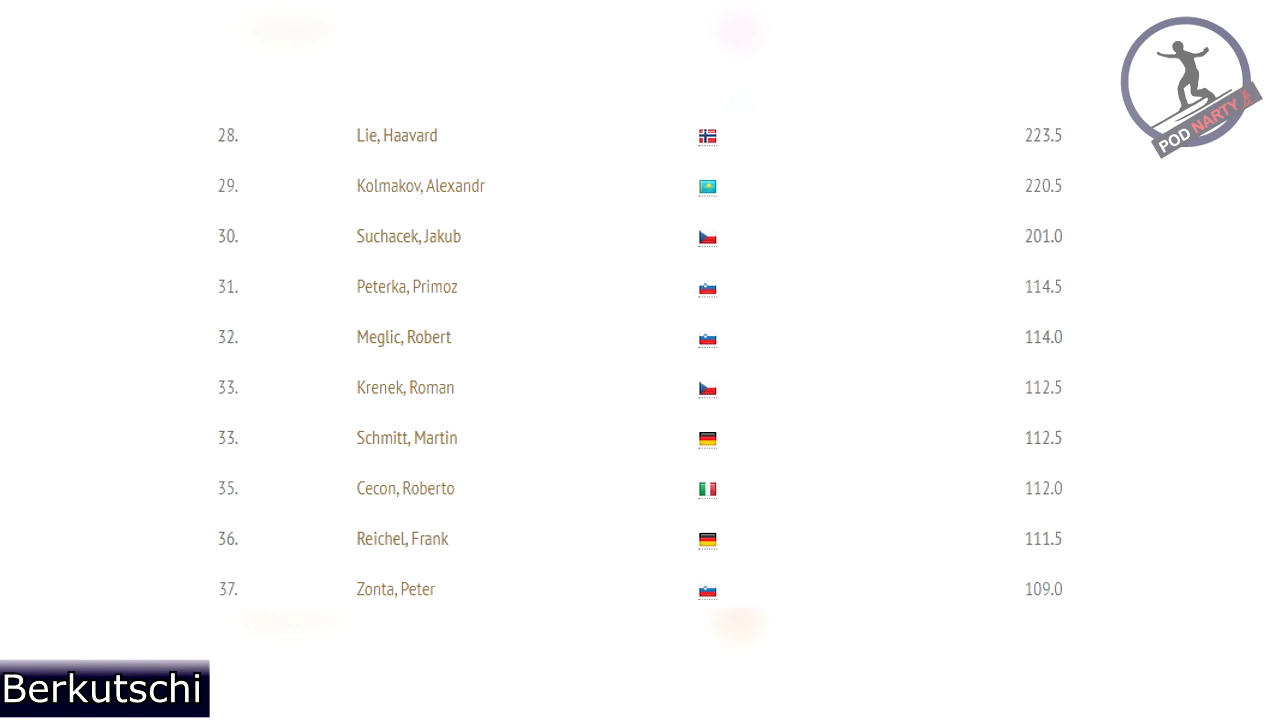 POD NARTY
28. Lie, Haavard 223.5
29. Kolmakov, Alexandr 220.5
30. Suchacek, Jakub 201.0
31. Peterka, Primoz 114.5
32. Meglic, Robert 114.0
33. Krenek, Roman 112.5
33. Schmitt, Martin 112.5
35. Cecon, Roberto 112.0
36. Reichel, Frank 111.5
37. Zonta, Peter 109.0
Berkutschi